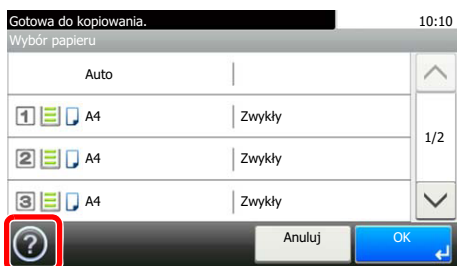 Gotowa do kopiowania. 10:10
Wybór papieru
Auto
1 A4 Zwykły
1/2
2 A4 Zwykły
3 A4 Zwykły
? Anuluj OK